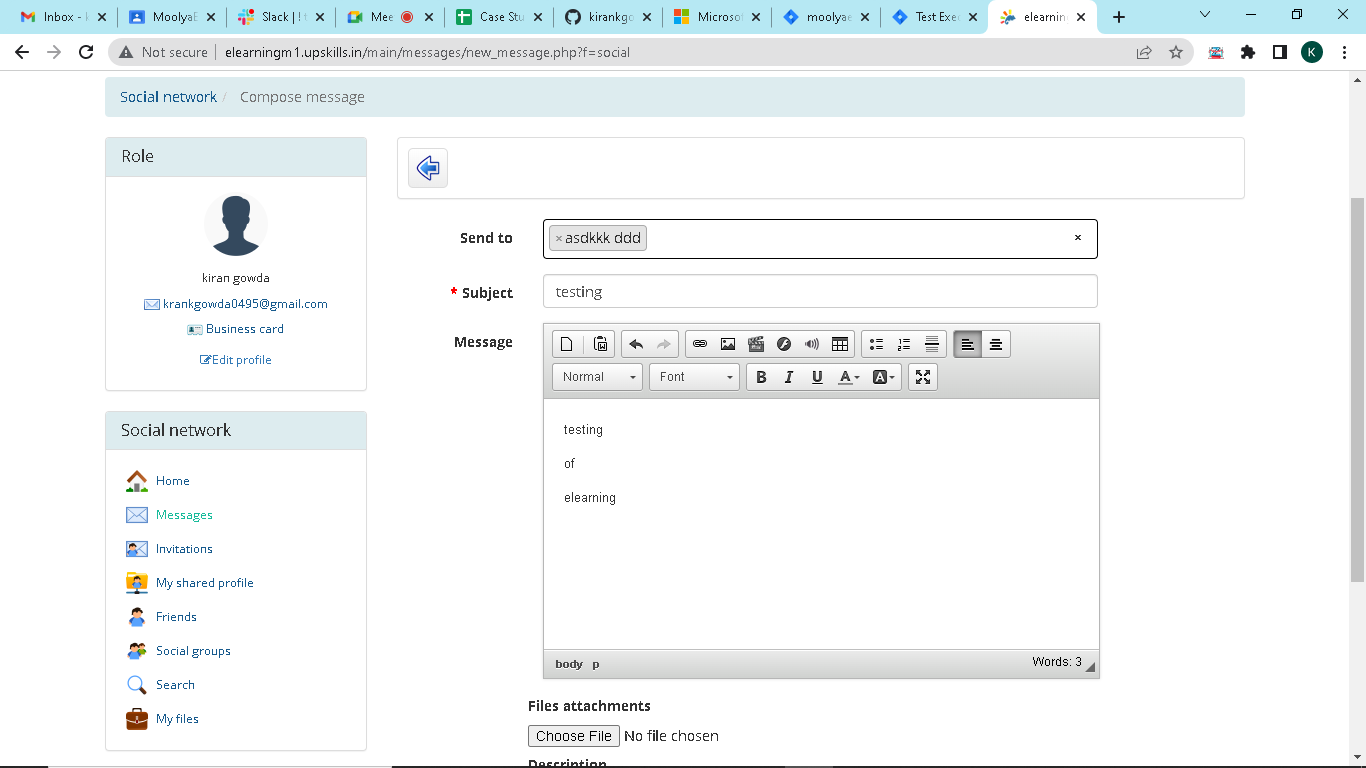 Inbox - k
MoolyaE
Slack | !
Mee
Case stu
kirankgo
Micros
moolyae
Test Exec
elearnin
Not secure
elearningm1.upskills.in/main/messages/new_message.php?f=social
K
Social network / Compose message
Role
kiran gowda
krankgowda0495@gmail.com
Business card
Edit profile
Social network
Home
Messages
Invitations
My shared profile
Friends
Social groups
Search
My files
Send to
× asdkkk ddd
×
* Subject
testing
Message
Normal
Font
B I U A A
testing
of
elearning
body p
Words: 3
Files attachments
Choose File No file chosen
Description